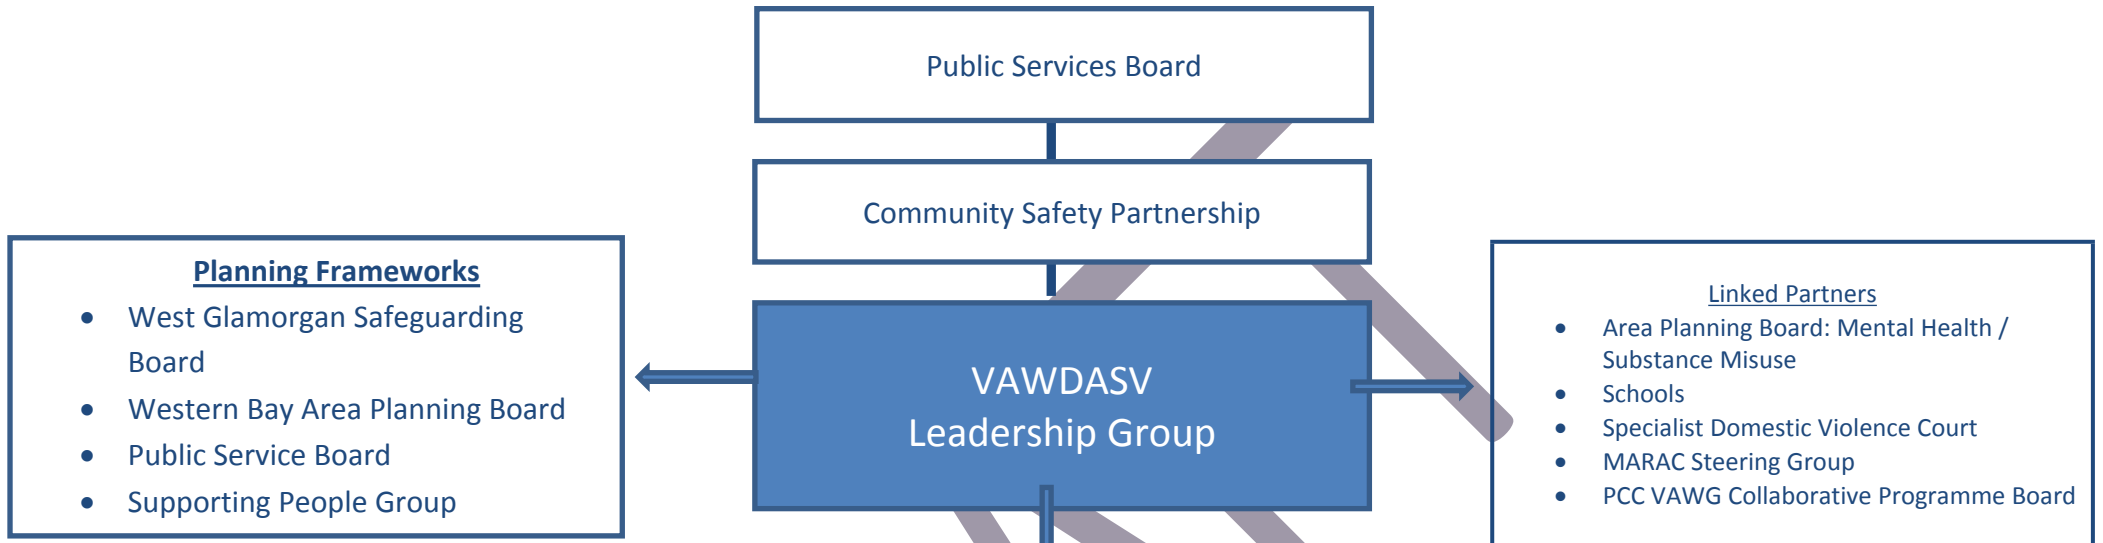 Public Services Board
Community Safety Partnership
Planning Frameworks
• West Glamorgan Safeguarding
Board
• Western Bay Area Planning Board
• Public Service Board
• Supporting People Group
VAWDASV
Leadership Group
Linked Partners
• Area Planning Board: Mental Health /
Substance Misuse
• Schools
• Specialist Domestic Violence Court
• MARAC Steering Group
• PCC VAWG Collaborative Programme Board